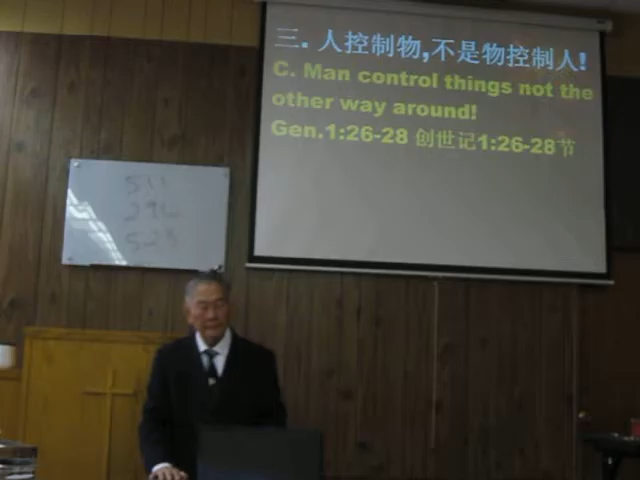 三. 人控制物,不是物控制人!
C. Man control things not the
other way around!
Gen.1:26-28 创世记1:26-28节